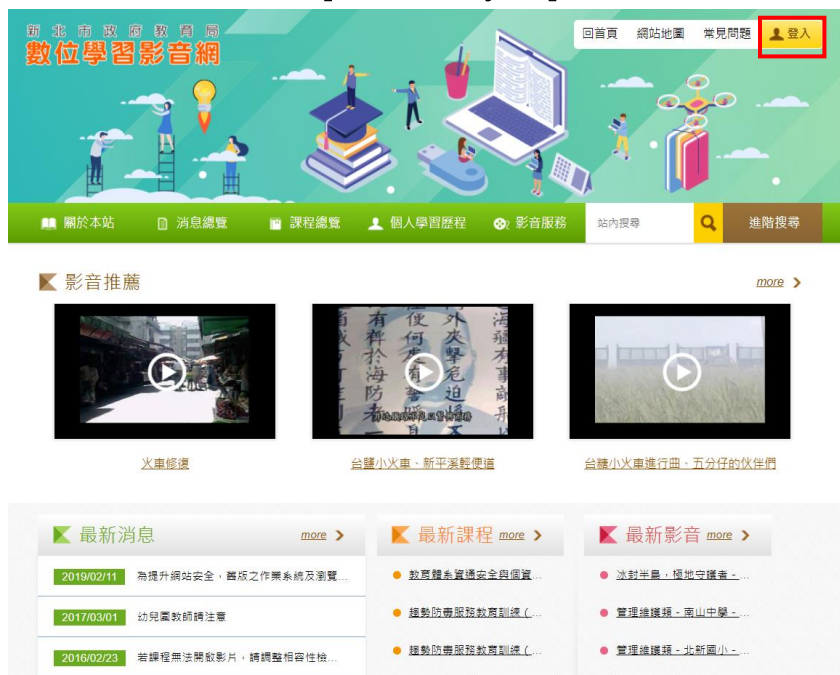 新北市政府教育局
數位學習影音網
回首頁 網站地圖 常見問題 登入
關於本站 消息總覽 課程總覽 個人學習歷程 影音服務 站內搜尋 進階搜尋
影音推薦 more
火車修復 台鹽小火車、新平溪輕便道 台糖小火車進行曲、五分仔的伙伴們
最新消息 more
2019/02/11 為提升網站安全，舊版之作業系統及瀏覽...
2017/03/01 幼兒園教師請注意
2016/02/23 若課程無法開啟影片，請調整相容性檢...
最新課程 more
教育體系資通安全與個資...
趨勢防毒服務教育訓練（...
趨勢防毒服務教育訓練（...
最新影音 more
冰封半島，極地守護者 - ...
管理維護類 - 南山中學 - ...
管理維護類 - 北新國小 - ...